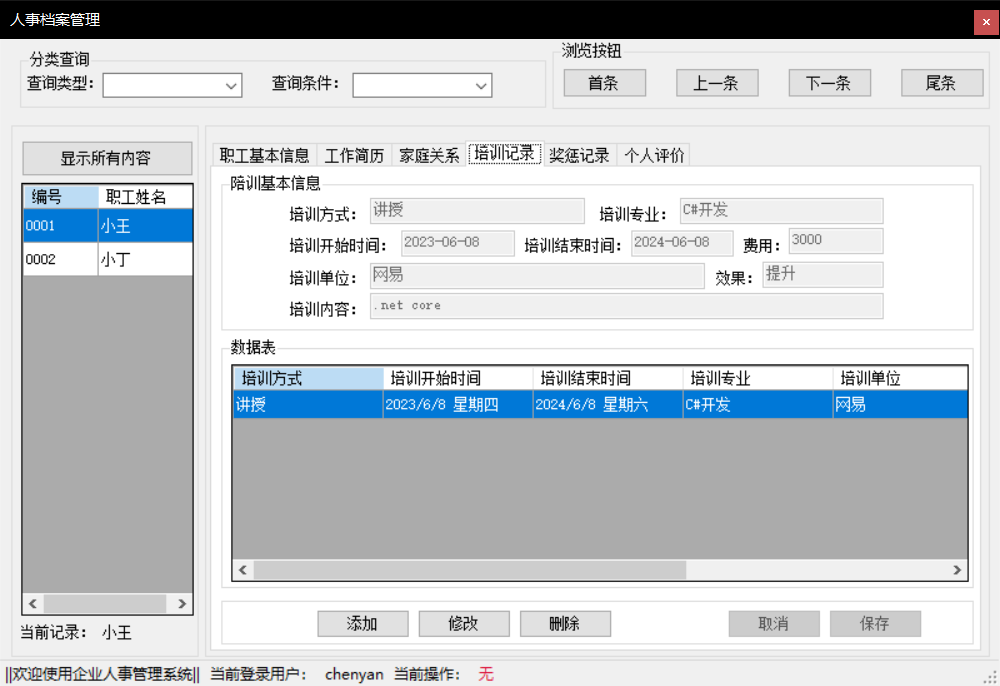 人事档案管理
分类查询
查询类型： 查询条件：
浏览按钮
首条 上一条 下一条 尾条
显示所有内容
编号 职工姓名
0001 小王
0002 小丁
当前记录： 小王
职工基本信息 工作简历 家庭关系 培训记录 奖惩记录 个人评价
陪训基本信息
培训方式： 讲授 培训专业： C#开发
培训开始时间： 2023-06-08 培训结束时间： 2024-06-08 费用： 3000
培训单位： 网易 效果： 提升
培训内容： .net core
数据表
培训方式 培训开始时间 培训结束时间 培训专业 培训单位
讲授 2023/6/8 星期四 2024/6/8 星期六 C#开发 网易
添加 修改 删除 取消 保存
||欢迎使用企业人事管理系统|| 当前登录用户： chenyan 当前操作： 无